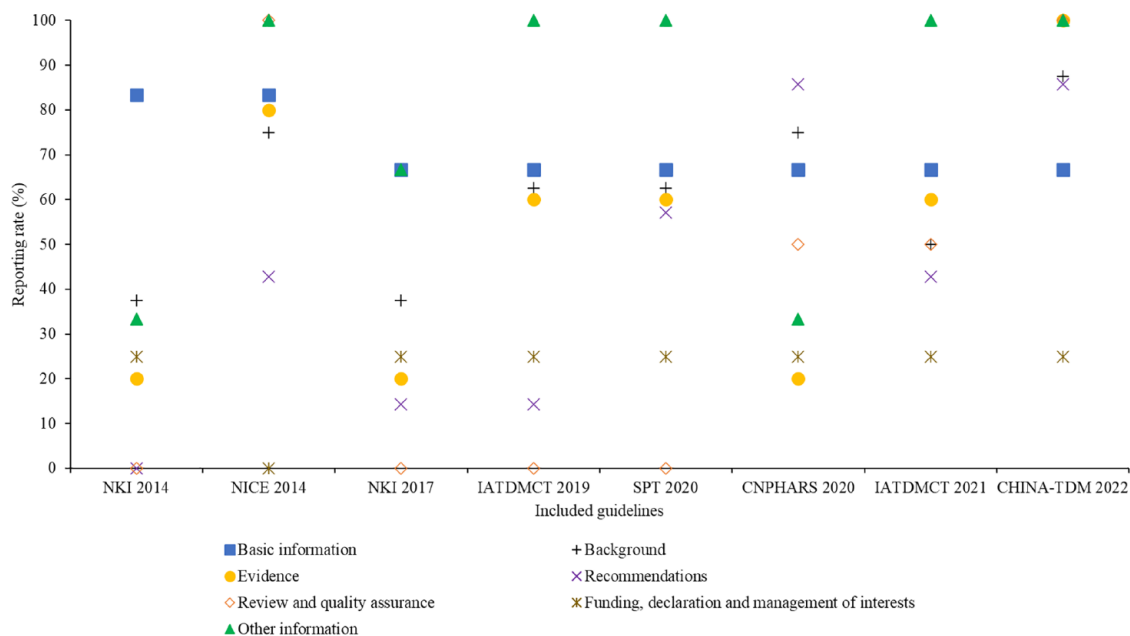 100
90
80
70
60
50
40
30
20
10
0
Reporting rate (%)
NKI 2014 NICE 2014 NKI 2017 IATDMCT 2019 SPT 2020 CNPHARS 2020 IATDMCT 2021 CHINA-TDM 2022
Included guidelines
Basic information Background
Evidence Recommendations
Review and quality assurance Funding, declaration and management of interests
Other information